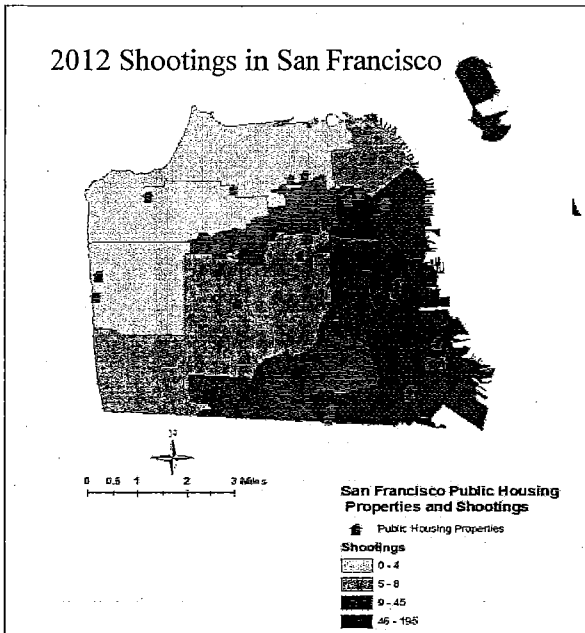 2012 Shootings in San Francisco
0 0.5 1 2 3 Miles
San Francisco Public Housing
Properties and Shootings
Public Housing Properties
Shootings
0 - 4
5 - 8
9 - 45
46 - 195